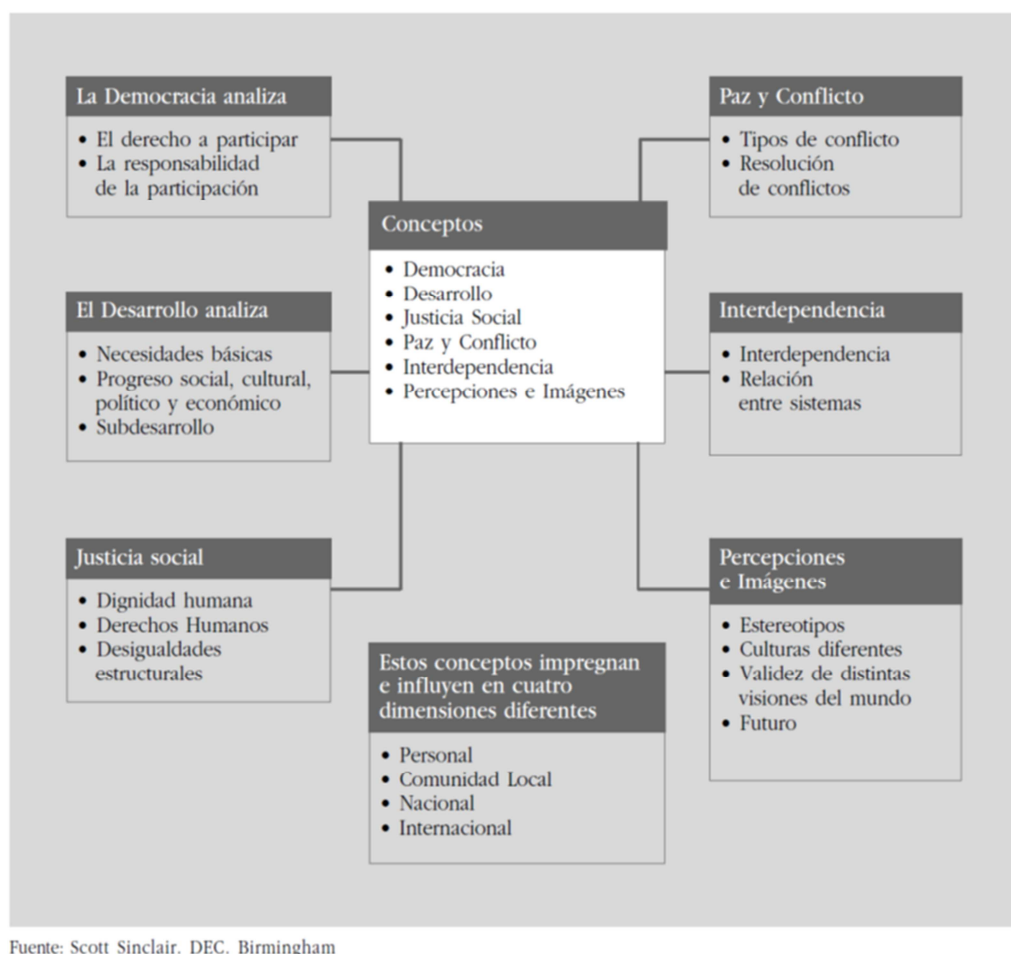 La Democracia analiza
• El derecho a participar
• La responsabilidad
de la participación
Paz y Conflicto
• Tipos de conflicto
• Resolución
de conflictos
Conceptos
• Democracia
• Desarrollo
• Justicia Social
• Paz y Conflicto
• Interdependencia
• Percepciones e Imágenes
El Desarrollo analiza
• Necesidades básicas
• Progreso social, cultural,
político y económico
• Subdesarrollo
Interdependencia
• Interdependencia
• Relación
entre sistemas
Justicia social
• Dignidad humana
• Derechos Humanos
• Desigualdades
estructurales
Estos conceptos impregnan
e influyen en cuatro
dimensiones diferentes
• Personal
• Comunidad Local
• Nacional
• Internacional
Percepciones
e Imágenes
• Estereotipos
• Culturas diferentes
• Validez de distintas
visiones del mundo
• Futuro
Fuente: Scott Sinclair. DEC. Birmingham